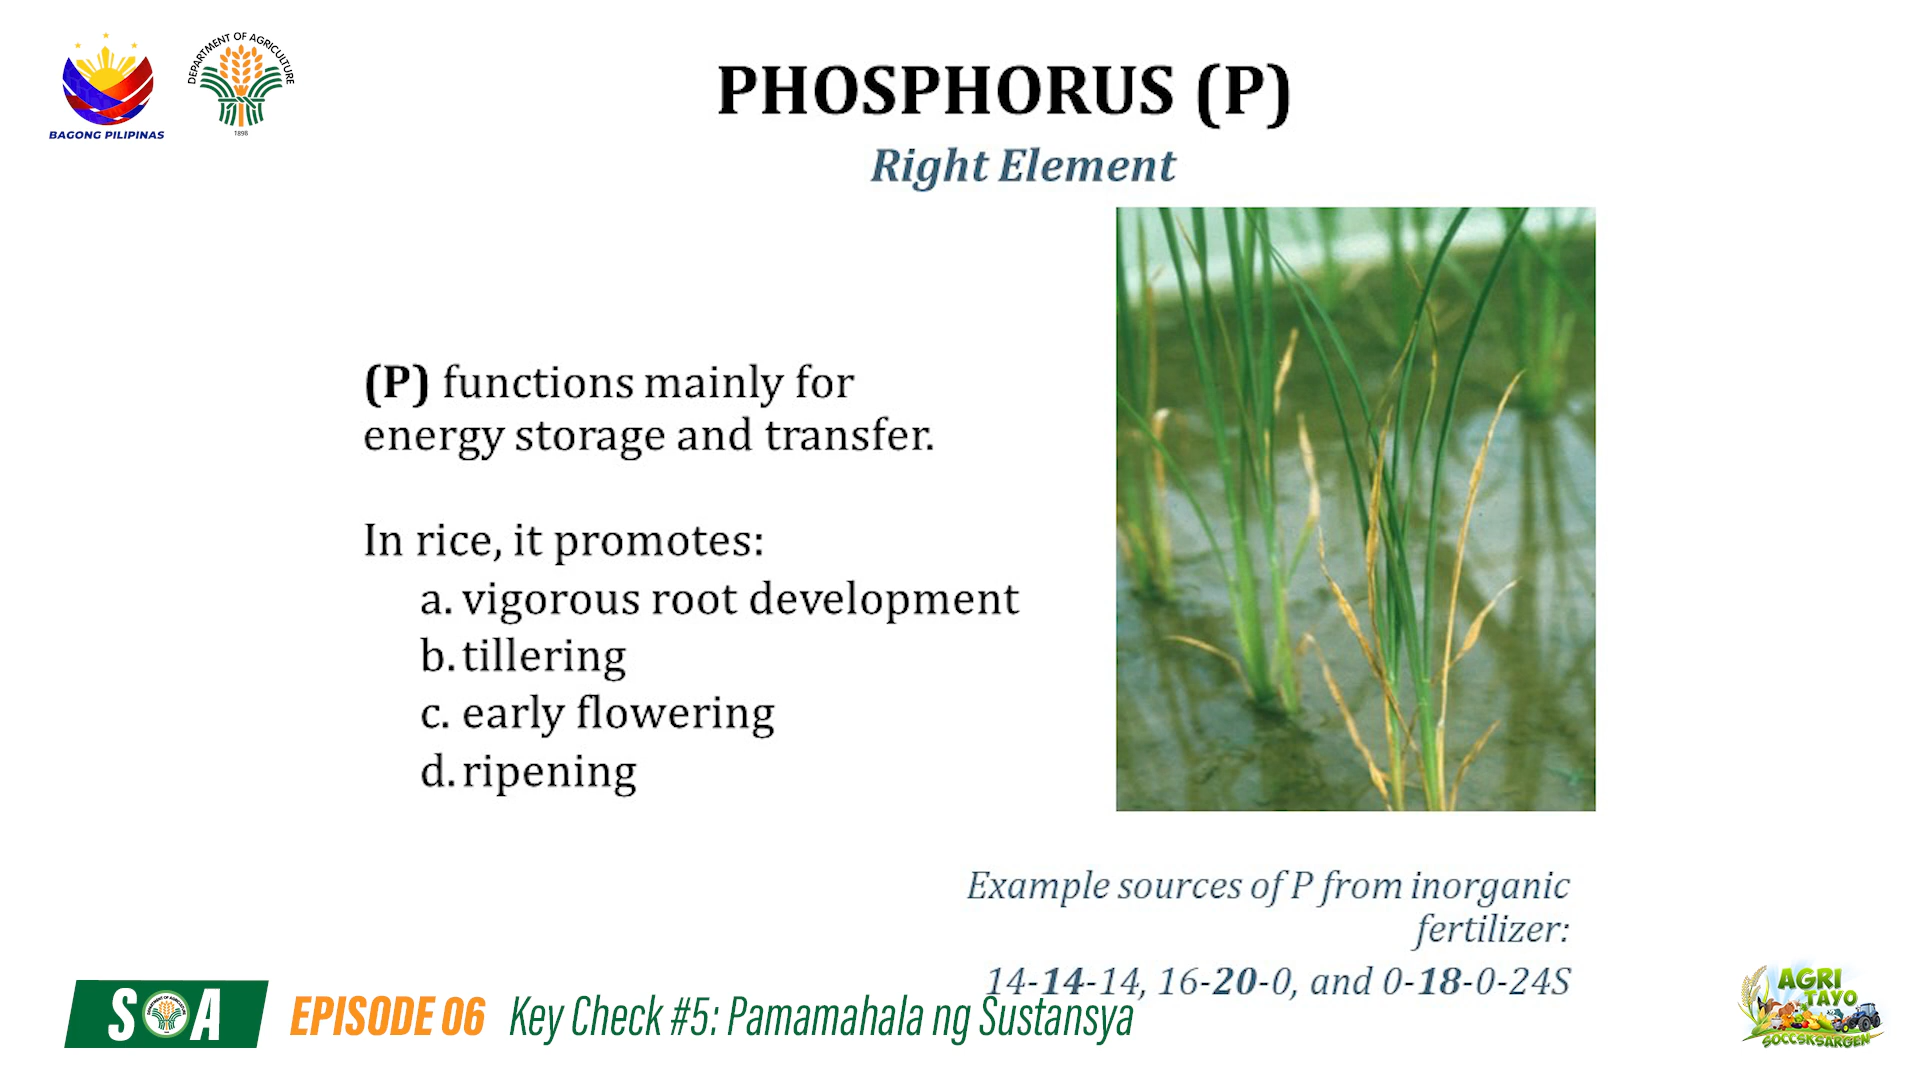 BAGONG PILIPINAS
DEPARTMENT OF AGRICULTURE
1898
PHOSPHORUS (P)
Right Element
(P) functions mainly for
energy storage and transfer.
In rice, it promotes:
a. vigorous root development
b. tillering
c. early flowering
d. ripening
Example sources of P from inorganic
fertilizer:
14-14-14, 16-20-0, and 0-18-0-24S
SOA
EPISODE 06 Key Check #5: Pamamahala ng Sustansya
AGRI
TAYO
SOCCSKSARGEN